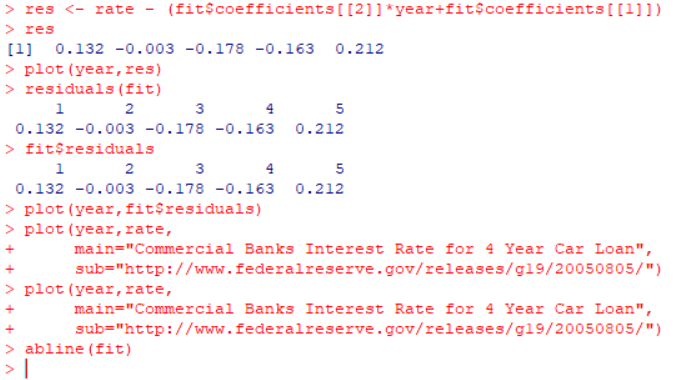 > res <- rate - (fit$coefficients[[2]]*year+fit$coefficients[[1]])
> res
[1]  0.132 -0.003 -0.178 -0.163  0.212
> plot(year,res)
> residuals(fit)
     1      2      3      4      5
 0.132 -0.003 -0.178 -0.163  0.212
> fit$residuals
     1      2      3      4      5
 0.132 -0.003 -0.178 -0.163  0.212
> plot(year,fit$residuals)
> plot(year,rate,
+      main="Commercial Banks Interest Rate for 4 Year Car Loan",
+      sub="http://www.federalreserve.gov/releases/g19/20050805/")
> plot(year,rate,
+      main="Commercial Banks Interest Rate for 4 Year Car Loan",
+      sub="http://www.federalreserve.gov/releases/g19/20050805/")
> abline(fit)
>